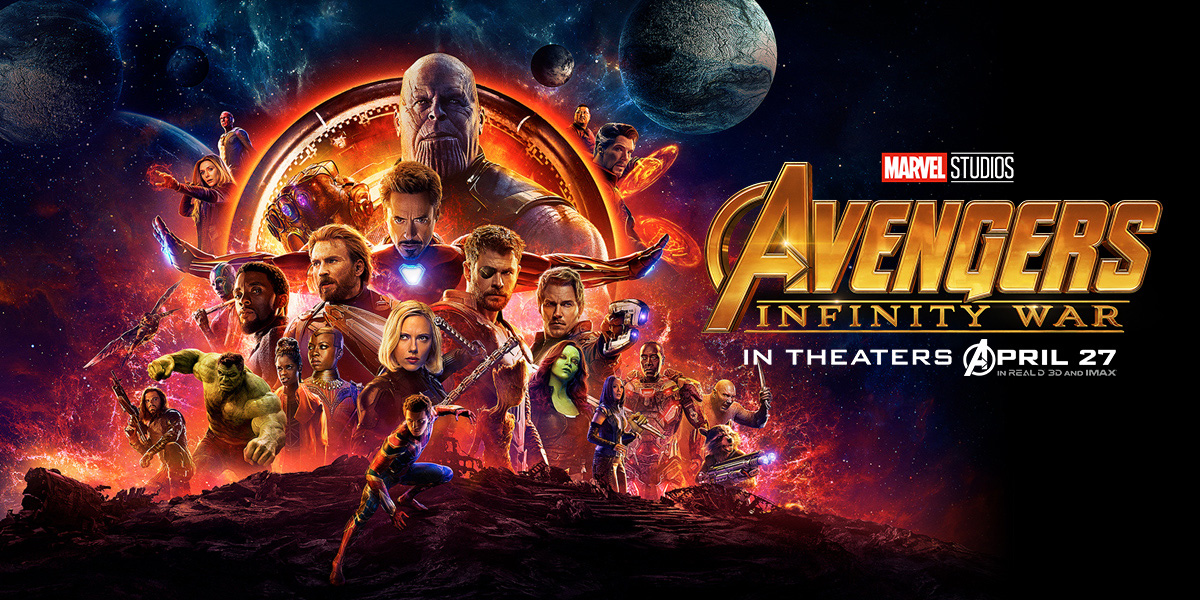 MARVEL STUDIOS
AVENGERS
INFINITY WAR
IN THEATERS APRIL 27
IN REAL D 3D AND IMAX